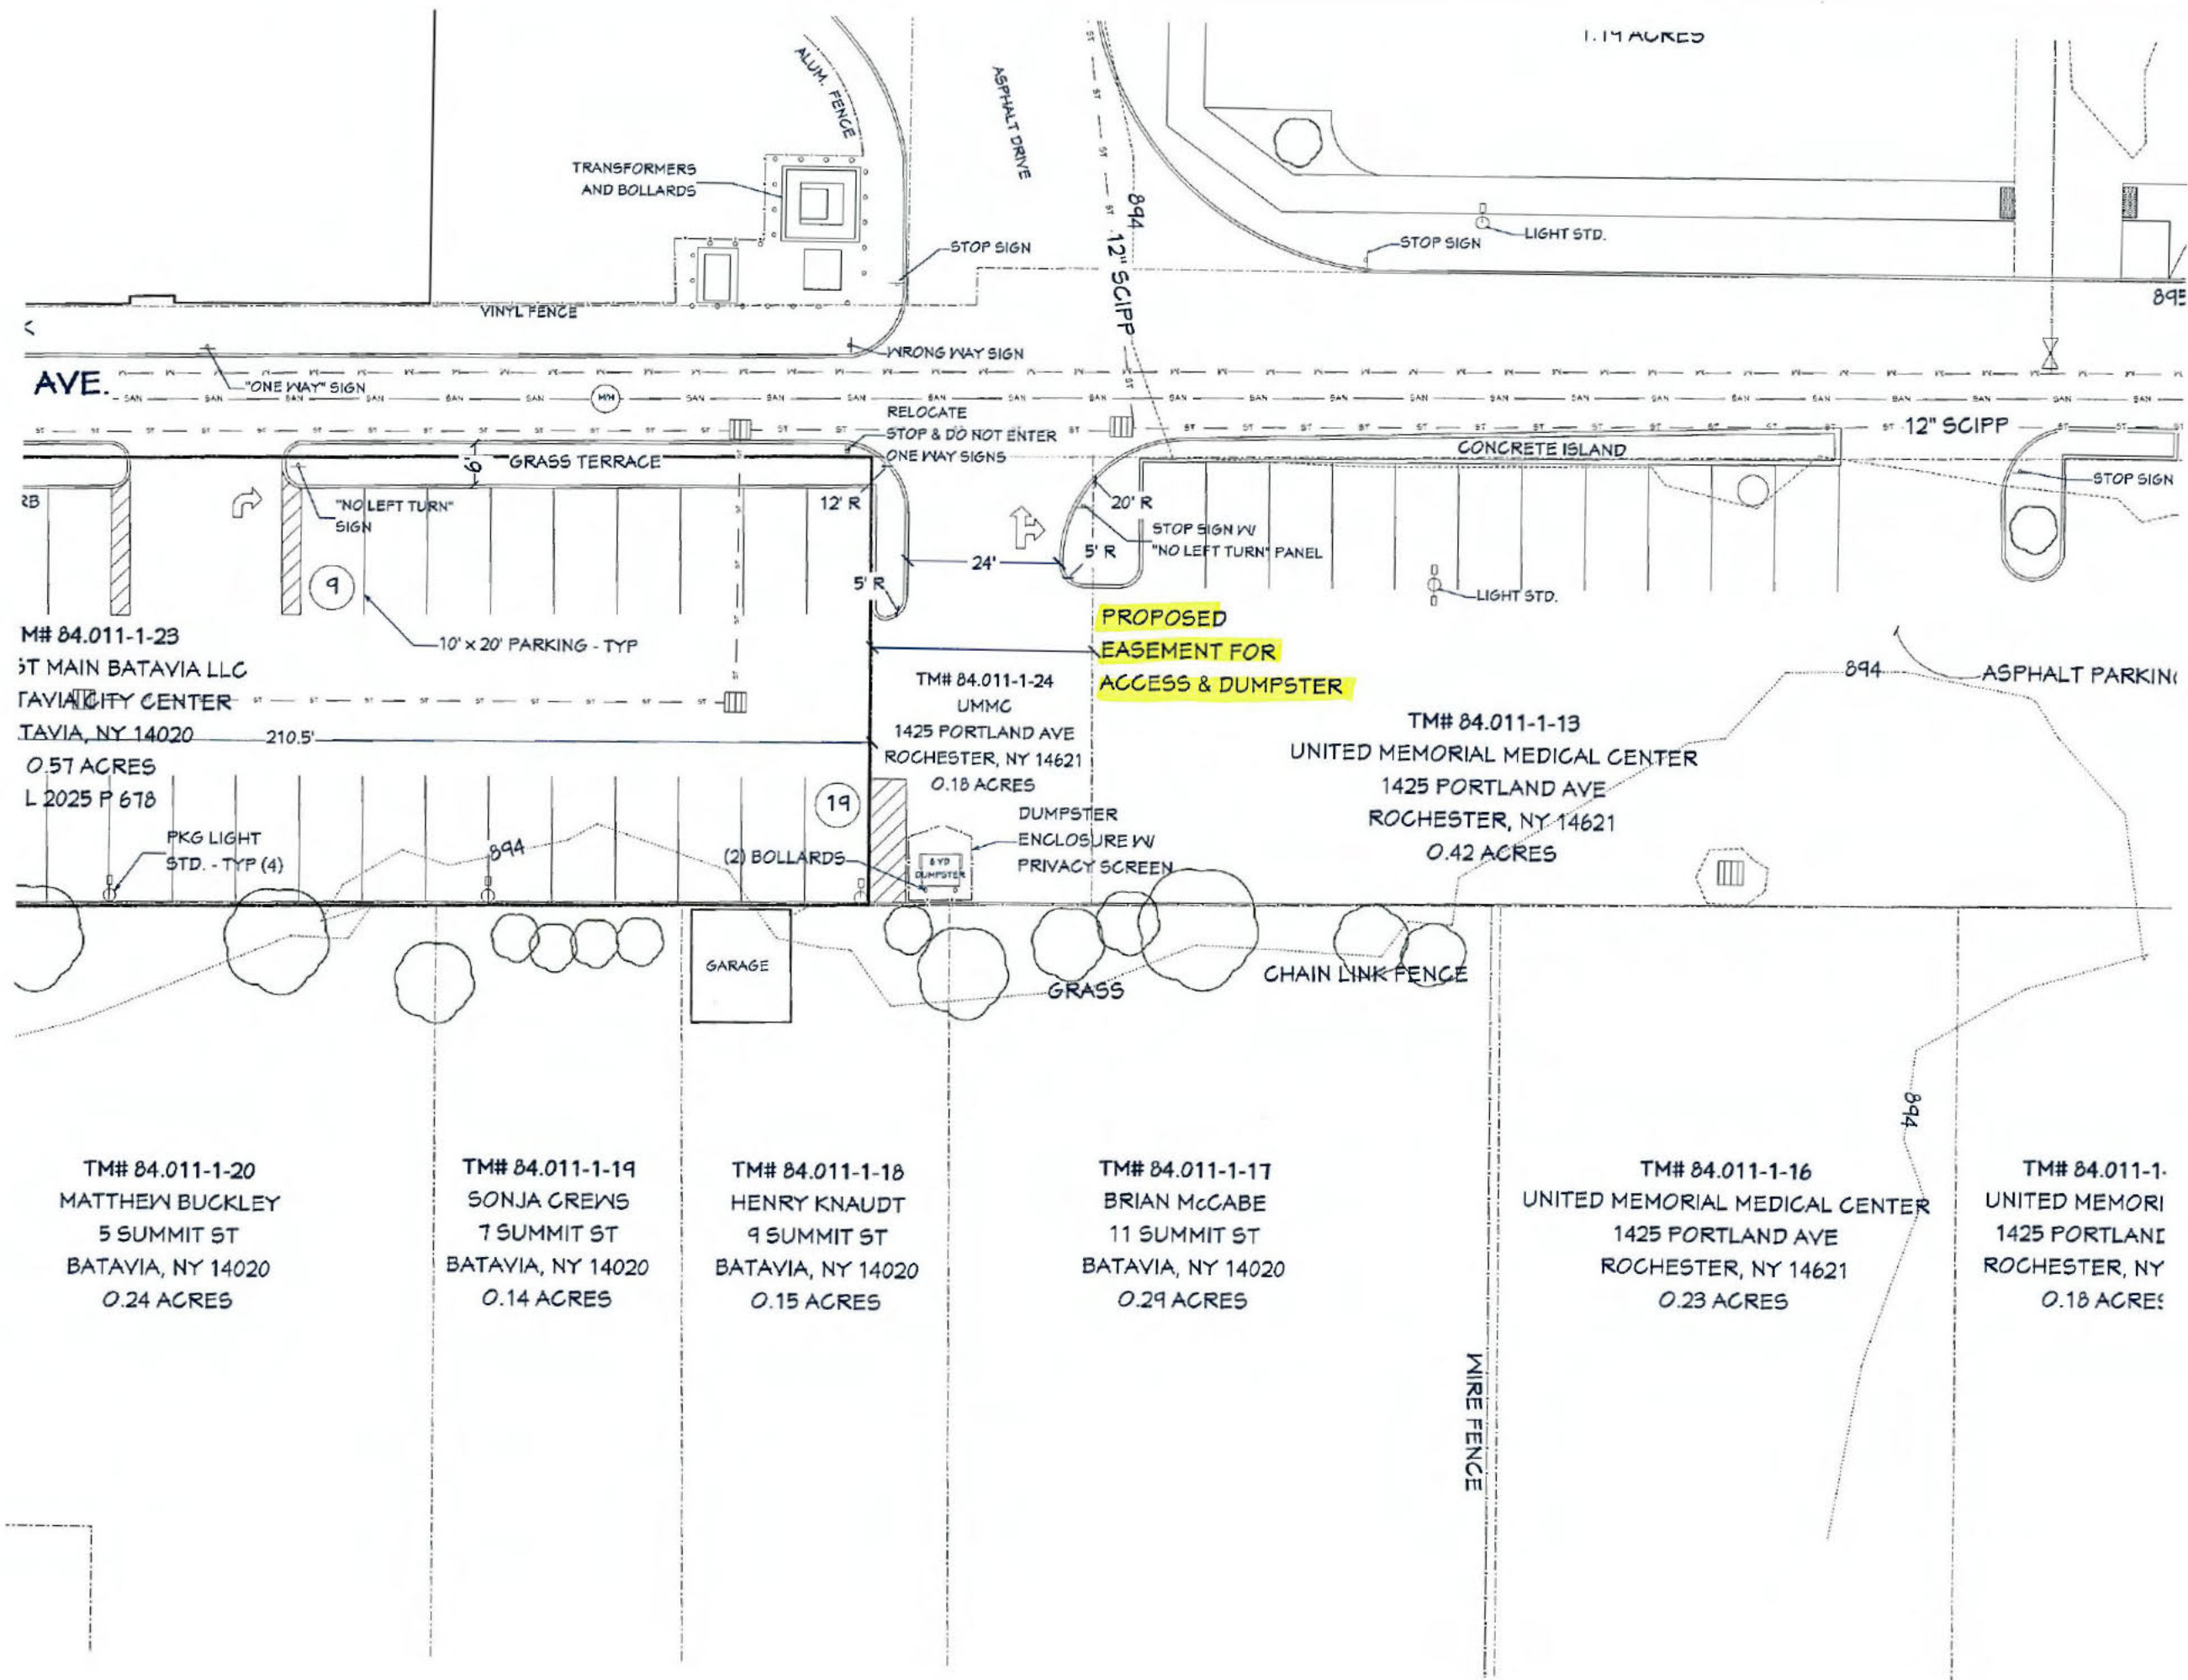 1.19 ACRES
ALUM. FENCE
ASPHALT DRIVE
TRANSFORMERS
AND BOLLARDS
STOP SIGN
894
12" SCIPP
STOP SIGN
LIGHT STD.
VINYL FENCE
WRONG WAY SIGN
AVE.
"ONE WAY" SIGN
MH
RELOCATE
STOP & DO NOT ENTER
ONE WAY SIGNS
12" SCIPP
GRASS TERRACE
CONCRETE ISLAND
STOP SIGN
"NO LEFT TURN"
SIGN
12' R
20' R
STOP SIGN W/
"NO LEFT TURN" PANEL
5' R
24'
5' R
9
LIGHT STD.
10' x 20' PARKING - TYP
PROPOSED
EASEMENT FOR
ACCESS & DUMPSTER
M# 84.011-1-23
ST MAIN BATAVIA LLC
TAVIA CITY CENTER
TAVIA, NY 14020
0.57 ACRES
L 2025 P 678
210.5'
TM# 84.011-1-24
UMMC
1425 PORTLAND AVE
ROCHESTER, NY 14621
0.18 ACRES
894
ASPHALT PARKIN
TM# 84.011-1-13
UNITED MEMORIAL MEDICAL CENTER
1425 PORTLAND AVE
ROCHESTER, NY 14621
0.42 ACRES
19
PKG LIGHT
STD. - TYP (4)
894
(2) BOLLARDS
8 YD
DUMPSTER
DUMPSTER
ENCLOSURE W/
PRIVACY SCREEN
GARAGE
GRASS
CHAIN LINK FENCE
894
TM# 84.011-1-20
MATTHEW BUCKLEY
5 SUMMIT ST
BATAVIA, NY 14020
0.24 ACRES
TM# 84.011-1-19
SONJA CREWS
7 SUMMIT ST
BATAVIA, NY 14020
0.14 ACRES
TM# 84.011-1-18
HENRY KNAUDT
9 SUMMIT ST
BATAVIA, NY 14020
0.15 ACRES
TM# 84.011-1-17
BRIAN McCABE
11 SUMMIT ST
BATAVIA, NY 14020
0.29 ACRES
TM# 84.011-1-16
UNITED MEMORIAL MEDICAL CENTER
1425 PORTLAND AVE
ROCHESTER, NY 14621
0.23 ACRES
TM# 84.011-1-
UNITED MEMORI
1425 PORTLAND
ROCHESTER, NY
0.18 ACRES
WIRE FENCE